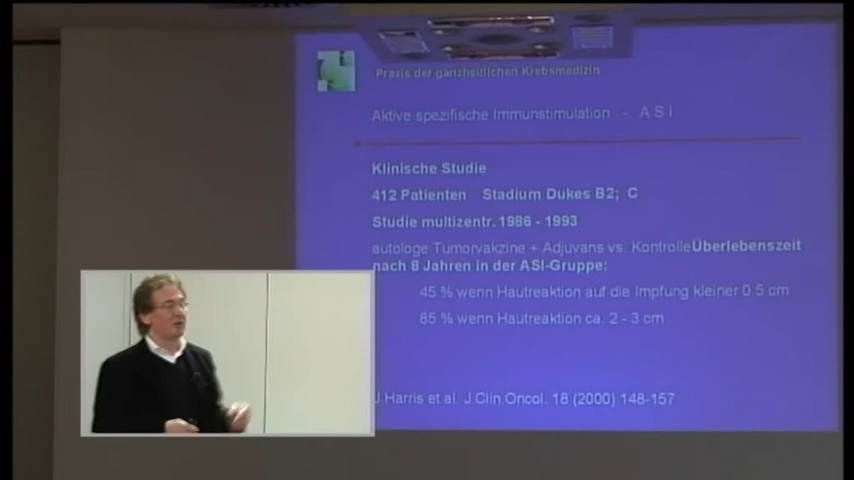 Praxis der ganzheitlichen Krebsmedizin
Aktive spezifische Immunstimulation - A S I
Klinische Studie
412 Patienten Stadium Dukes B2; C
Studie multizentr. 1986 - 1993
autologe Tumorvakzine + Adjuvans vs. KontrolleÜberlebenszeit
nach 8 Jahren in der ASI-Gruppe:
45 % wenn Hautreaktion auf die Impfung kleiner 0.5 cm
85 % wenn Hautreaktion ca. 2 - 3 cm
J.Harris et al. J.Clin.Oncol. 18 (2000) 148-157